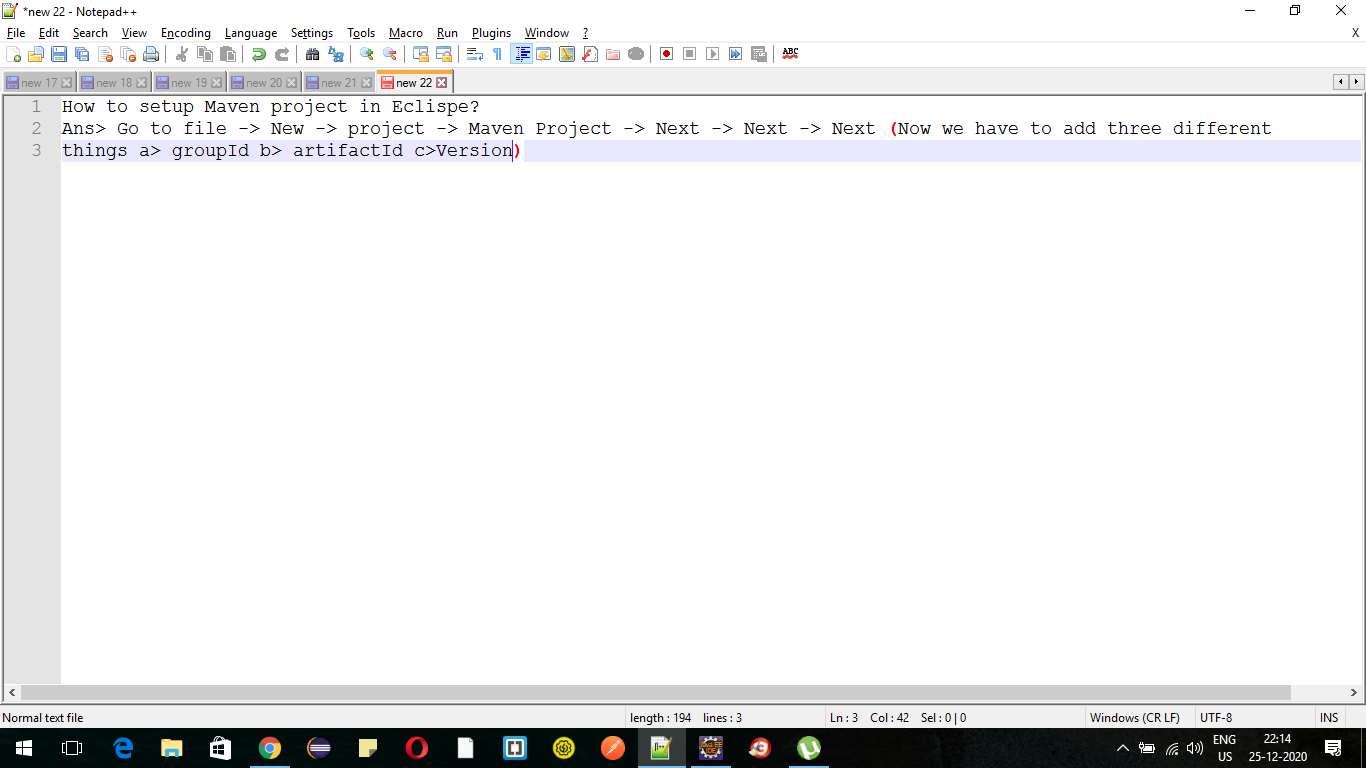 *new 22 - Notepad++
File Edit Search View Encoding Language Settings Tools Macro Run Plugins Window ? X
ABC
new 17 new 18 new 19 new 20 new 21 new 22
1 How to setup Maven project in Eclispe?
2 Ans> Go to file -> New -> project -> Maven Project -> Next -> Next -> Next (Now we have to add three different
3 things a> groupId b> artifactId c>Version)
Normal text file length : 194 lines : 3 Ln : 3 Col : 42 Sel : 0 | 0 Windows (CR LF) UTF-8 INS
ENG 22:14
US 25-12-2020